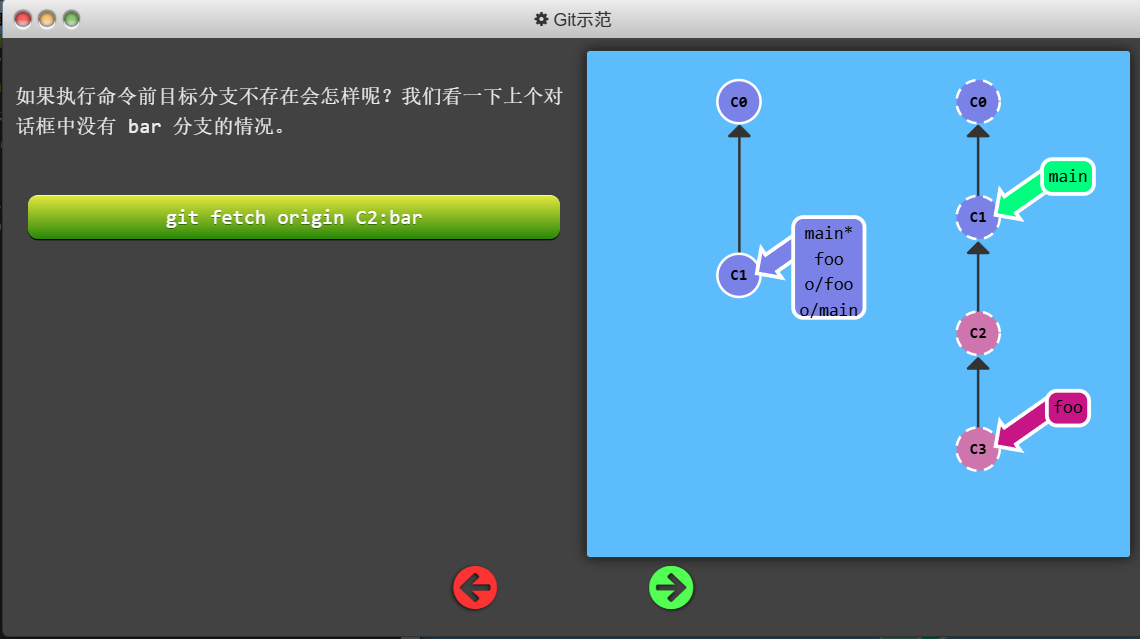 Git示范
如果执行命令前目标分支不存在会怎样呢？我们看一下上个对
话框中没有 bar 分支的情况。
git fetch origin C2:bar
C0
C1
main*
foo
o/foo
o/main
C0
main
C1
C2
foo
C3